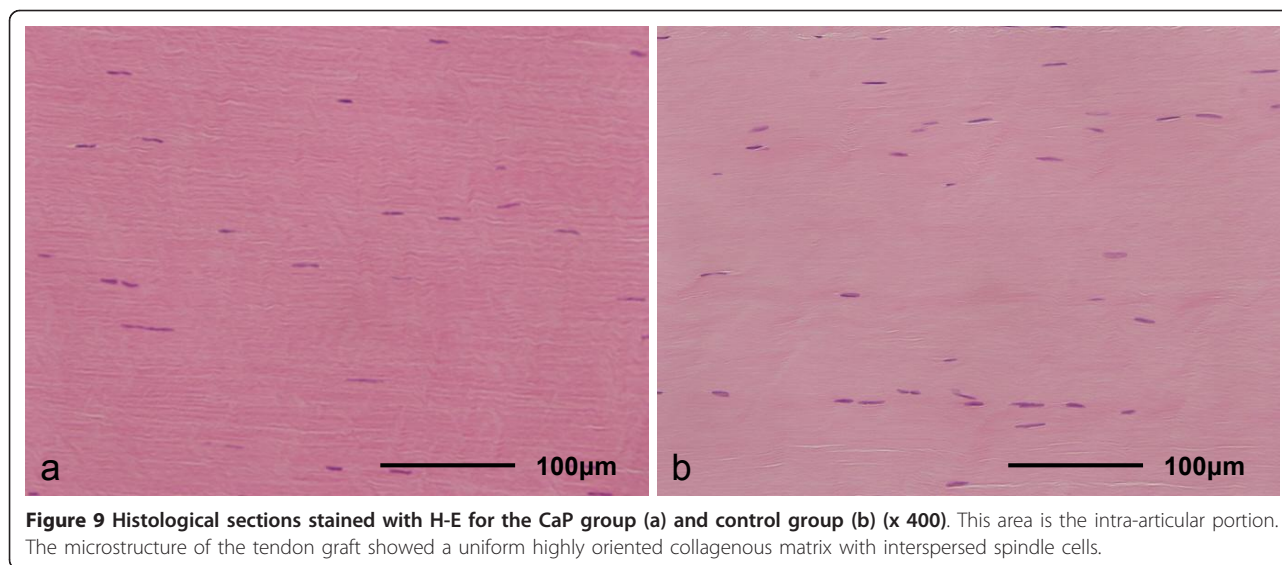 a
100µm
b
100µm
Figure 9 Histological sections stained with H-E for the CaP group (a) and control group (b) (x 400). This area is the intra-articular portion.
The microstructure of the tendon graft showed a uniform highly oriented collagenous matrix with interspersed spindle cells.